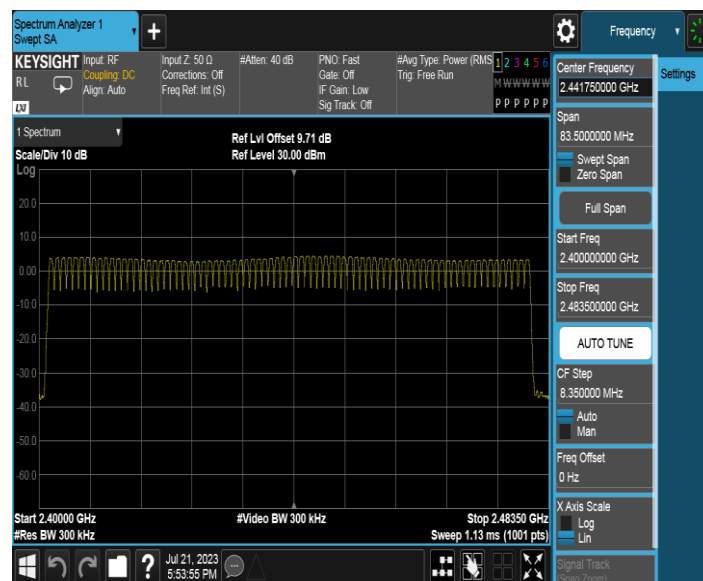 Spectrum Analyzer 1
Swept SA
Frequency
KEYSIGHT
RL
LXI
Input: RF
Coupling: DC
Align: Auto
Input Z: 50 Ω
Corrections: Off
Freq Ref: Int (S)
#Atten: 40 dB
PNO: Fast
Gate: Off
IF Gain: Low
Sig Track: Off
#Avg Type: Power (RMS
Trig: Free Run
1 2 3 4 5 6
M W W W W W
P P P P P P
1 Spectrum
Scale/Div 10 dB
Ref Lvl Offset 9.71 dB
Ref Level 30.00 dBm
Log
20.0
10.0
0.00
-10.0
-20.0
-30.0
-40.0
-50.0
-60.0
Start 2.40000 GHz
#Res BW 300 kHz
#Video BW 300 kHz
Stop 2.48350 GHz
Sweep 1.13 ms (1001 pts)
Jul 21, 2023
5:53:55 PM
Settings
Center Frequency
2.441750000 GHz
Span
83.5000000 MHz
Swept Span
Zero Span
Full Span
Start Freq
2.400000000 GHz
Stop Freq
2.483500000 GHz
AUTO TUNE
CF Step
8.350000 MHz
Auto
Man
Freq Offset
0 Hz
X Axis Scale
Log
Lin
Signal Track
(Span Zoom)